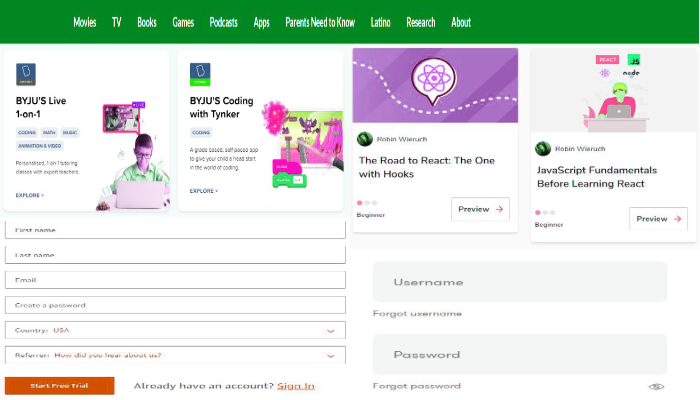 Movies TV Books Games Podcasts Apps Parents Need to Know Latino Research About
BYJU'S Live
1-on-1
CODING MATH MUSIC
ANIMATION & VIDEO
Personalized, 1-on-1 tutoring
classes with expert teachers.
EXPLORE >
BYJU'S Coding
with Tynker
CODING
A grade based, self paced app
to give your child a head start
in the world of coding.
EXPLORE >
Robin Wieruch
The Road to React: The One
with Hooks
Beginner
Preview →
REACT JS
node
Robin Wieruch
JavaScript Fundamentals
Before Learning React
Beginner
Preview →
First name
Last name
Email
Create a password
Country: USA
Referrer: How did you hear about us?
Start Free Trial
Already have an account? Sign In
Username
Forgot username
Password
Forgot password